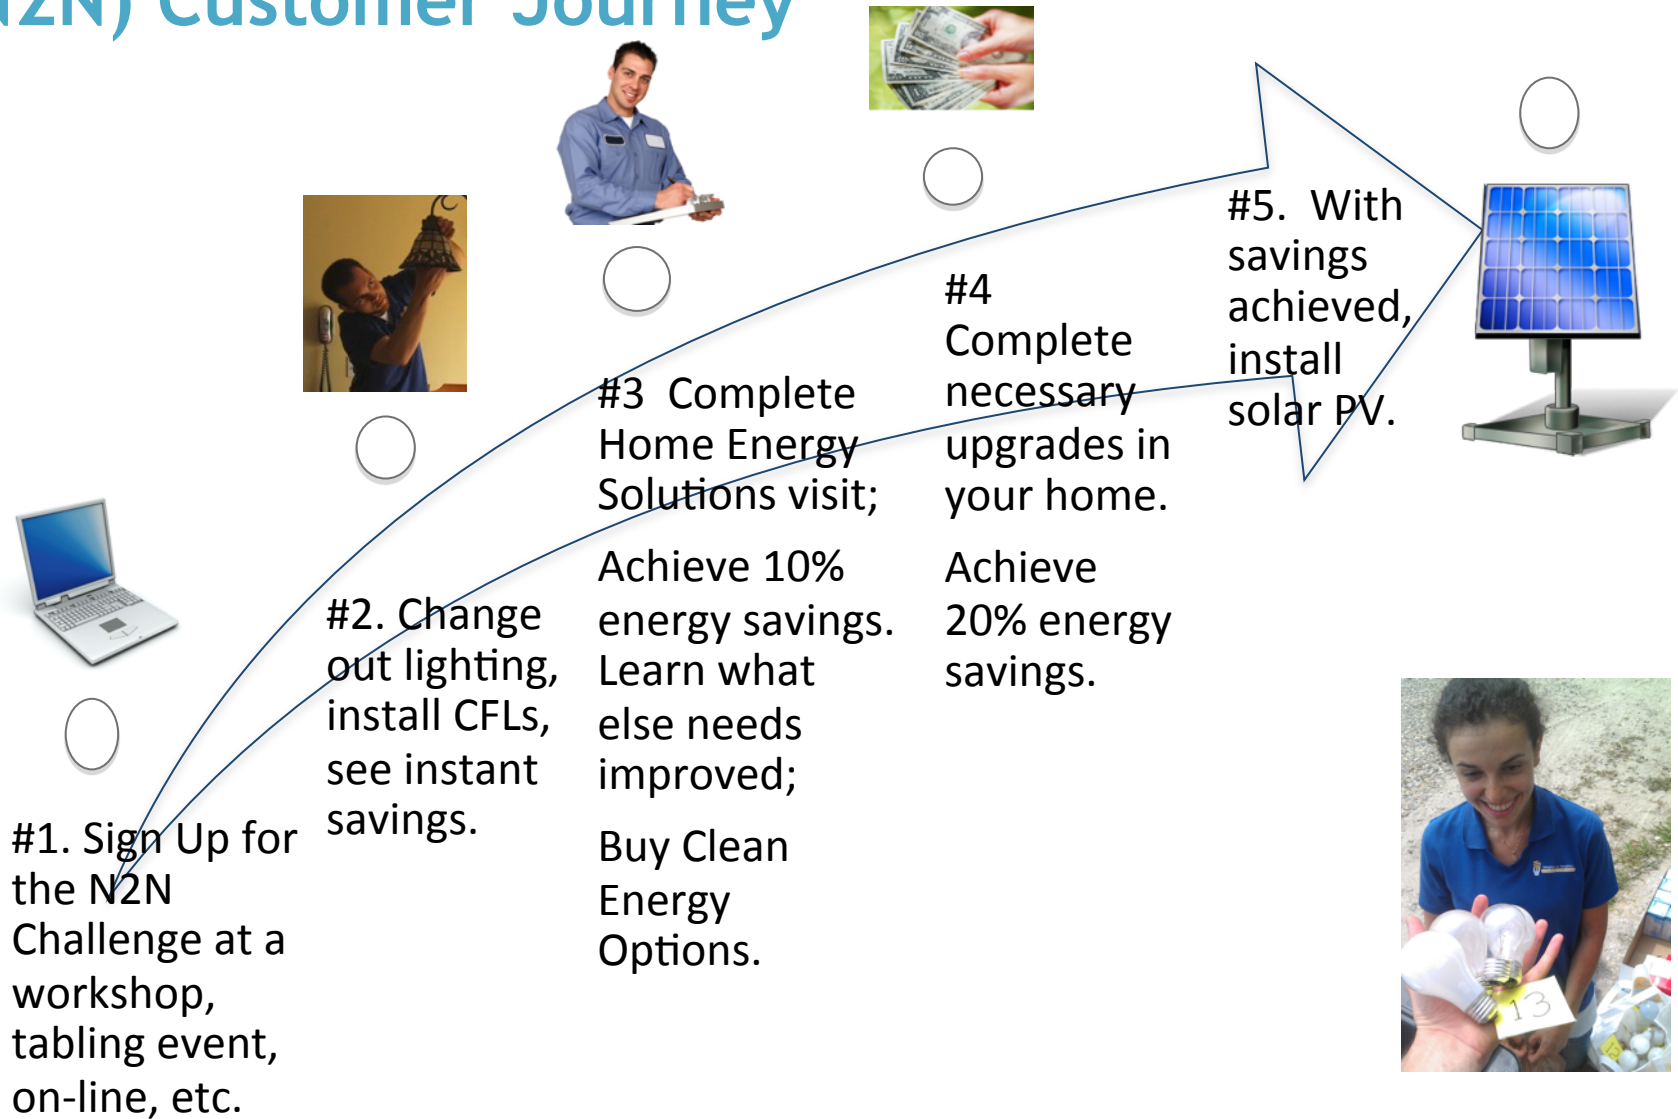 N2N) Customer Journey
#1. Sign Up for
the N2N
Challenge at a
workshop,
tabling event,
on-line, etc.
#2. Change
out lighting,
install CFLs,
see instant
savings.
#3 Complete
Home Energy
Solutions visit;
Achieve 10%
energy savings.
Learn what
else needs
improved;
Buy Clean
Energy
Options.
#4
Complete
necessary
upgrades in
your home.
Achieve
20% energy
savings.
#5. With
savings
achieved,
install
solar PV.
13